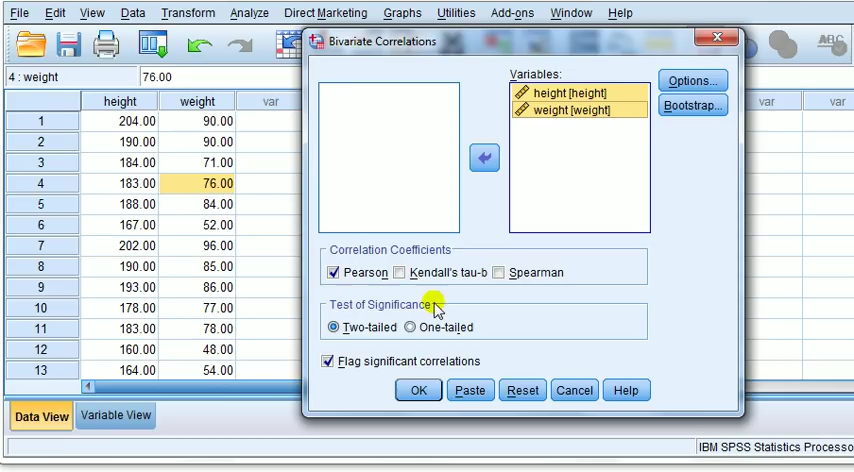 File Edit View Data Transform Analyze Direct Marketing Graphs Utilities Add-ons Window Help
Bivariate Correlations
4 : weight 76.00
Variables:
height [height]
weight [weight]
Options...
Bootstrap...
height weight var var var
1 204.00 90.00
2 190.00 90.00
3 184.00 71.00
4 183.00 76.00
5 188.00 84.00
6 167.00 52.00
7 202.00 96.00
8 190.00 85.00
9 193.00 86.00
10 178.00 77.00
11 183.00 78.00
12 160.00 48.00
13 164.00 54.00
Correlation Coefficients
Pearson Kendall's tau-b Spearman
Test of Significance
Two-tailed One-tailed
Flag significant correlations
OK Paste Reset Cancel Help
Data View Variable View
IBM SPSS Statistics Processo